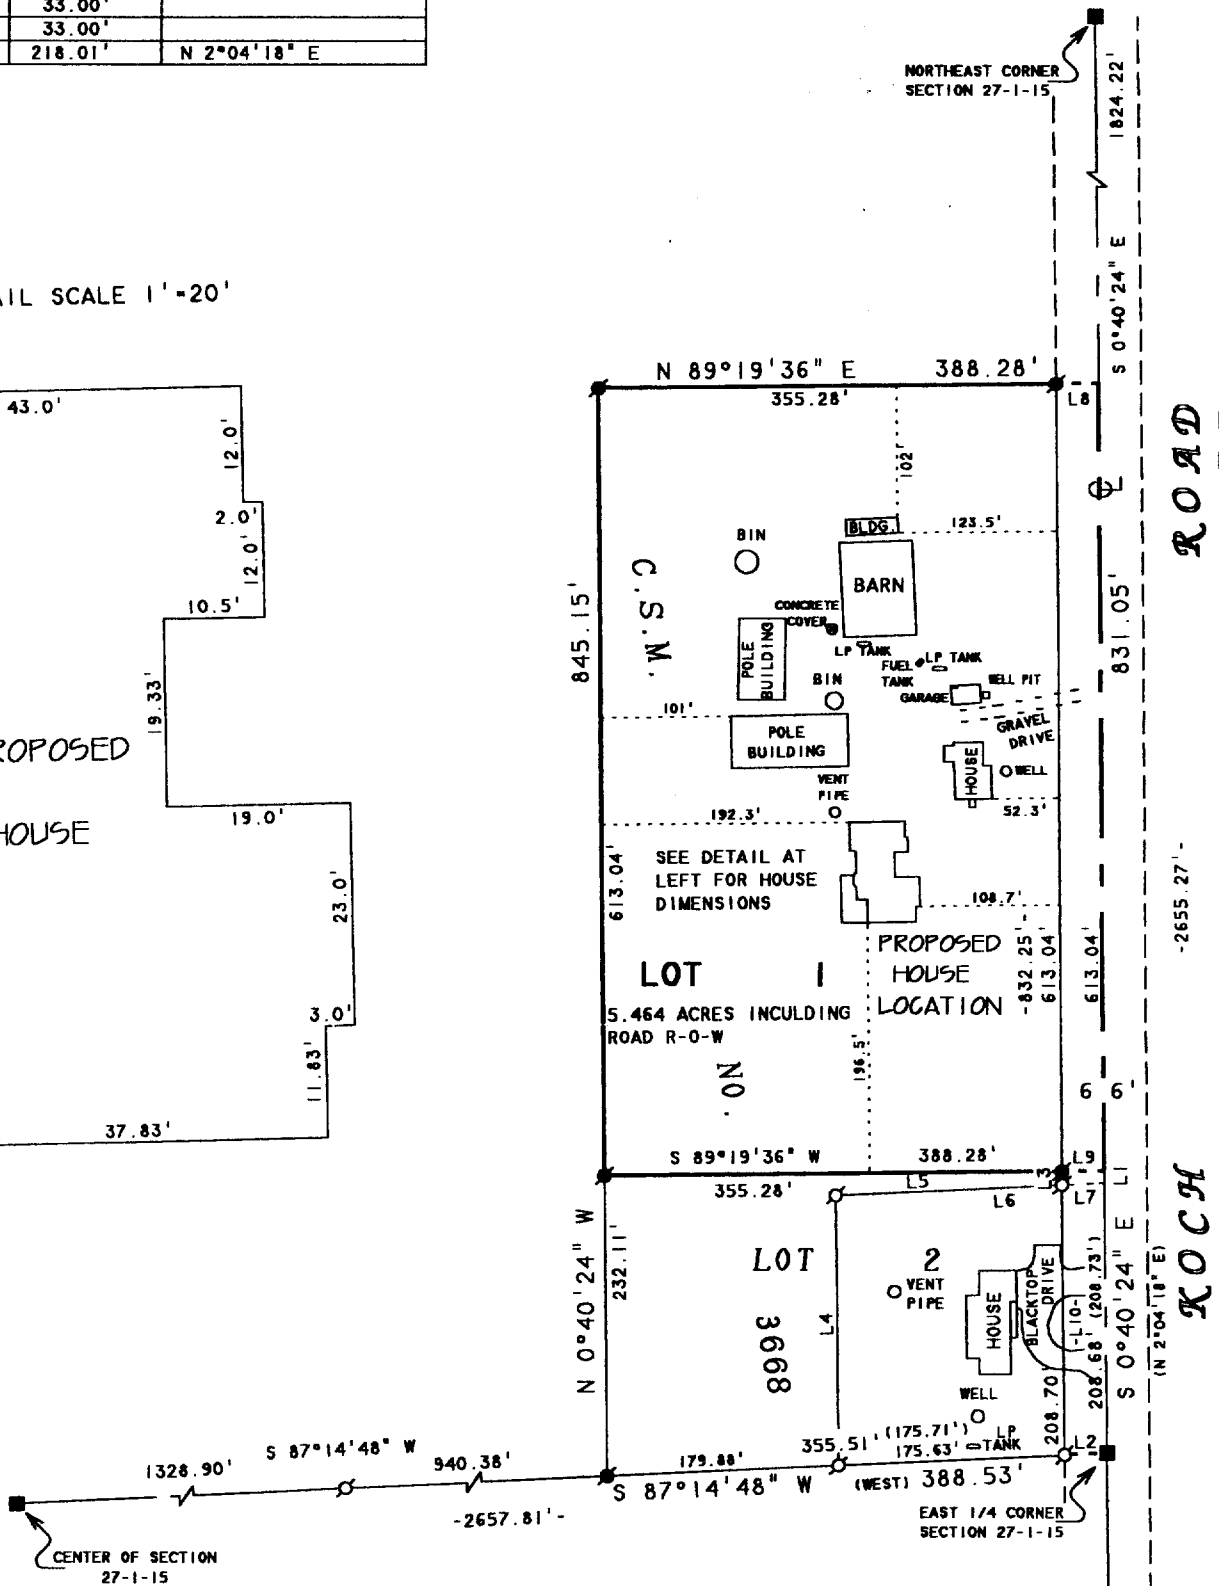 33.00'
33.00'
218.01' N 2°04'18" E
NORTHEAST CORNER
SECTION 27-1-15
1824.22'
S 0°40'24" E
AIL SCALE 1'=20'
43.0'
12.0'
2.0'
12.0'
10.5'
19.33'
ROPOSED
HOUSE
19.0'
23.0'
3.0'
11.83'
37.83'
N 89°19'36" E 388.28'
355.28'
L8
102'
BLDG.
123.5'
BIN
BARN
C.S.M.
845.15'
CONCRETE
COVER
POLE
BUILDING
LP TANK
FUEL
TANK
LP TANK
BIN
GARAGE
WELL PIT
101'
POLE
BUILDING
GRAVEL
DRIVE
HOUSE
WELL
VENT
PIPE
52.3'
192.3'
613.04'
SEE DETAIL AT
LEFT FOR HOUSE
DIMENSIONS
108.7'
PROPOSED
HOUSE
LOCATION
-832.25'-
613.04'
613.04'
831.05'
ROAD
-2655.27'-
LOT 1
5.464 ACRES INCULDING
ROAD R-O-W
196.5'
NO.
6 6'
S 89°19'36" W 388.28'
355.28'
L9
L3
L1
L5
L6
L7
N 0°40'24" W
232.11'
LOT 2
VENT
PIPE
L4
3668
HOUSE
BLACKTOP
DRIVE
-L10-
208.68' (208.73')
S 0°40'24" E
(N 2°04'18" E)
KOCH
WELL
208.70'
LP
TANK
(175.71')
355.51'
175.63'
L2
S 87°14'48" W
1328.90'
940.38'
179.88'
S 87°14'48" W (WEST) 388.53'
-2657.81'-
EAST 1/4 CORNER
SECTION 27-1-15
CENTER OF SECTION
27-1-15